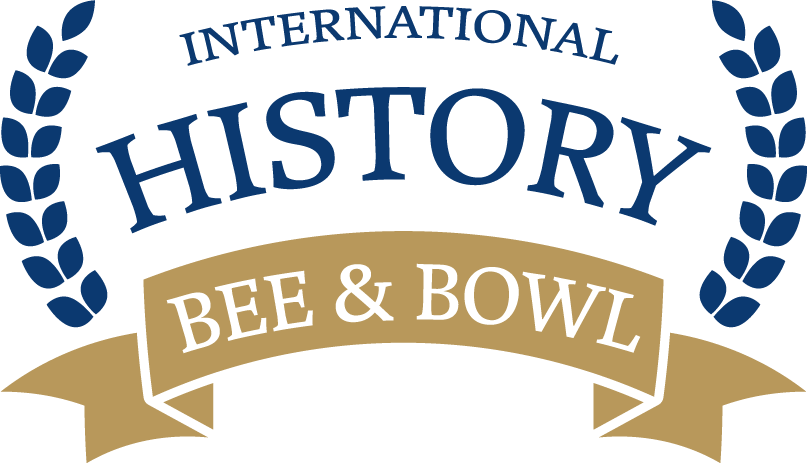 INTERNATIONAL
HISTORY
BEE & BOWL